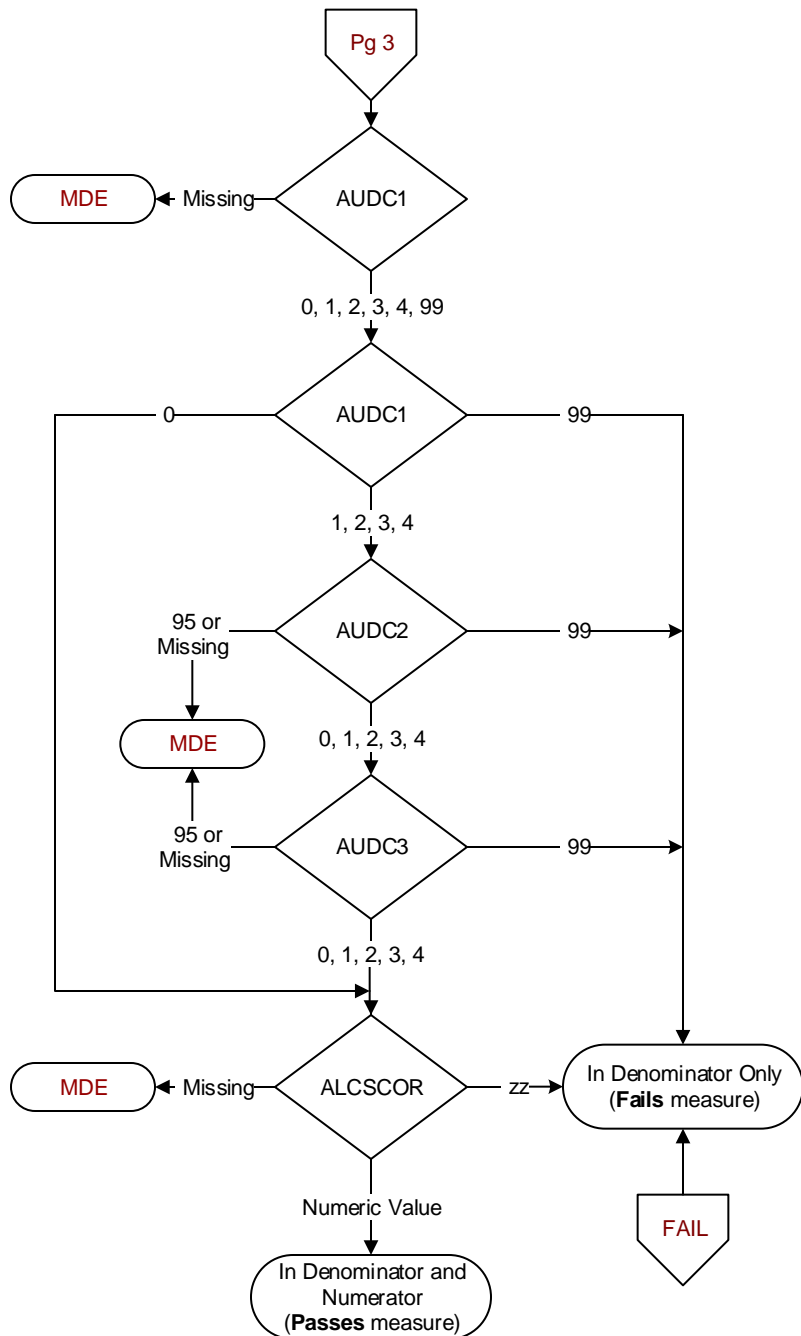 Pg 3
AUDC1
Missing
MDE
0, 1, 2, 3, 4, 99
0
AUDC1
99
1, 2, 3, 4
95 or
Missing
AUDC2
99
MDE
0, 1, 2, 3, 4
95 or
Missing
AUDC3
99
0, 1, 2, 3, 4
MDE
Missing
ALCSCOR
zz
In Denominator Only
(Fails measure)
Numeric Value
FAIL
In Denominator and
Numerator
(Passes measure)